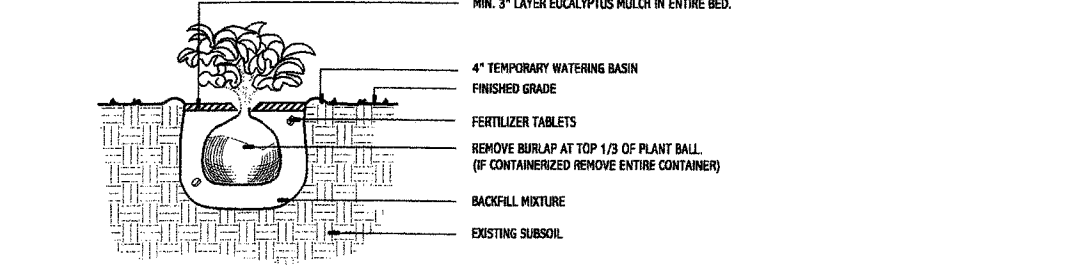 MIN. 3" LAYER EUCALYPTUS MULCH IN ENTIRE BED.
4" TEMPORARY WATERING BASIN
FINISHED GRADE
FERTILIZER TABLETS
REMOVE BURLAP AT TOP 1/3 OF PLANT BALL.
(IF CONTAINERIZED REMOVE ENTIRE CONTAINER)
BACKFILL MIXTURE
EXISTING SUBSOIL